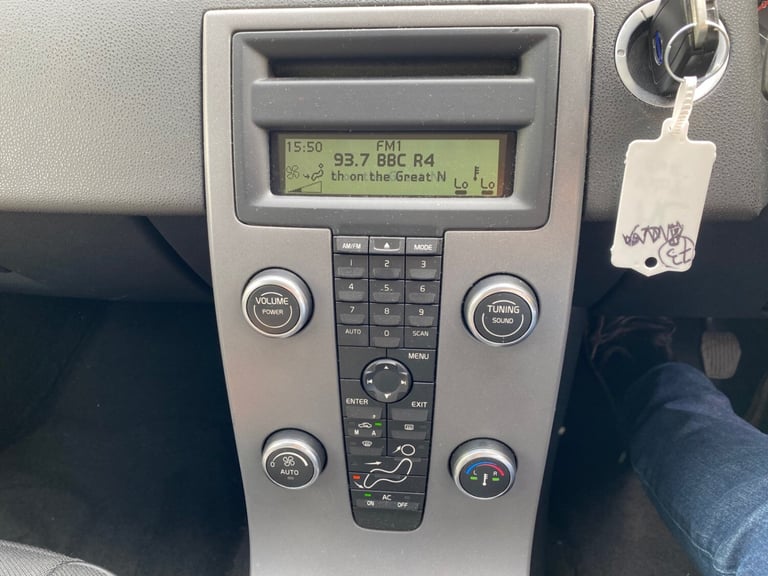 15:50 FM1
93.7 BBC R4
th on the Great N
Lo Lo
AM/FM MODE
1 2 3
4 .5. 6
7 8 9
AUTO 0 SCAN
VOLUME
POWER
TUNING
SOUND
MENU
ENTER EXIT
M A
0
AUTO
L R
AC
ON OFF
73